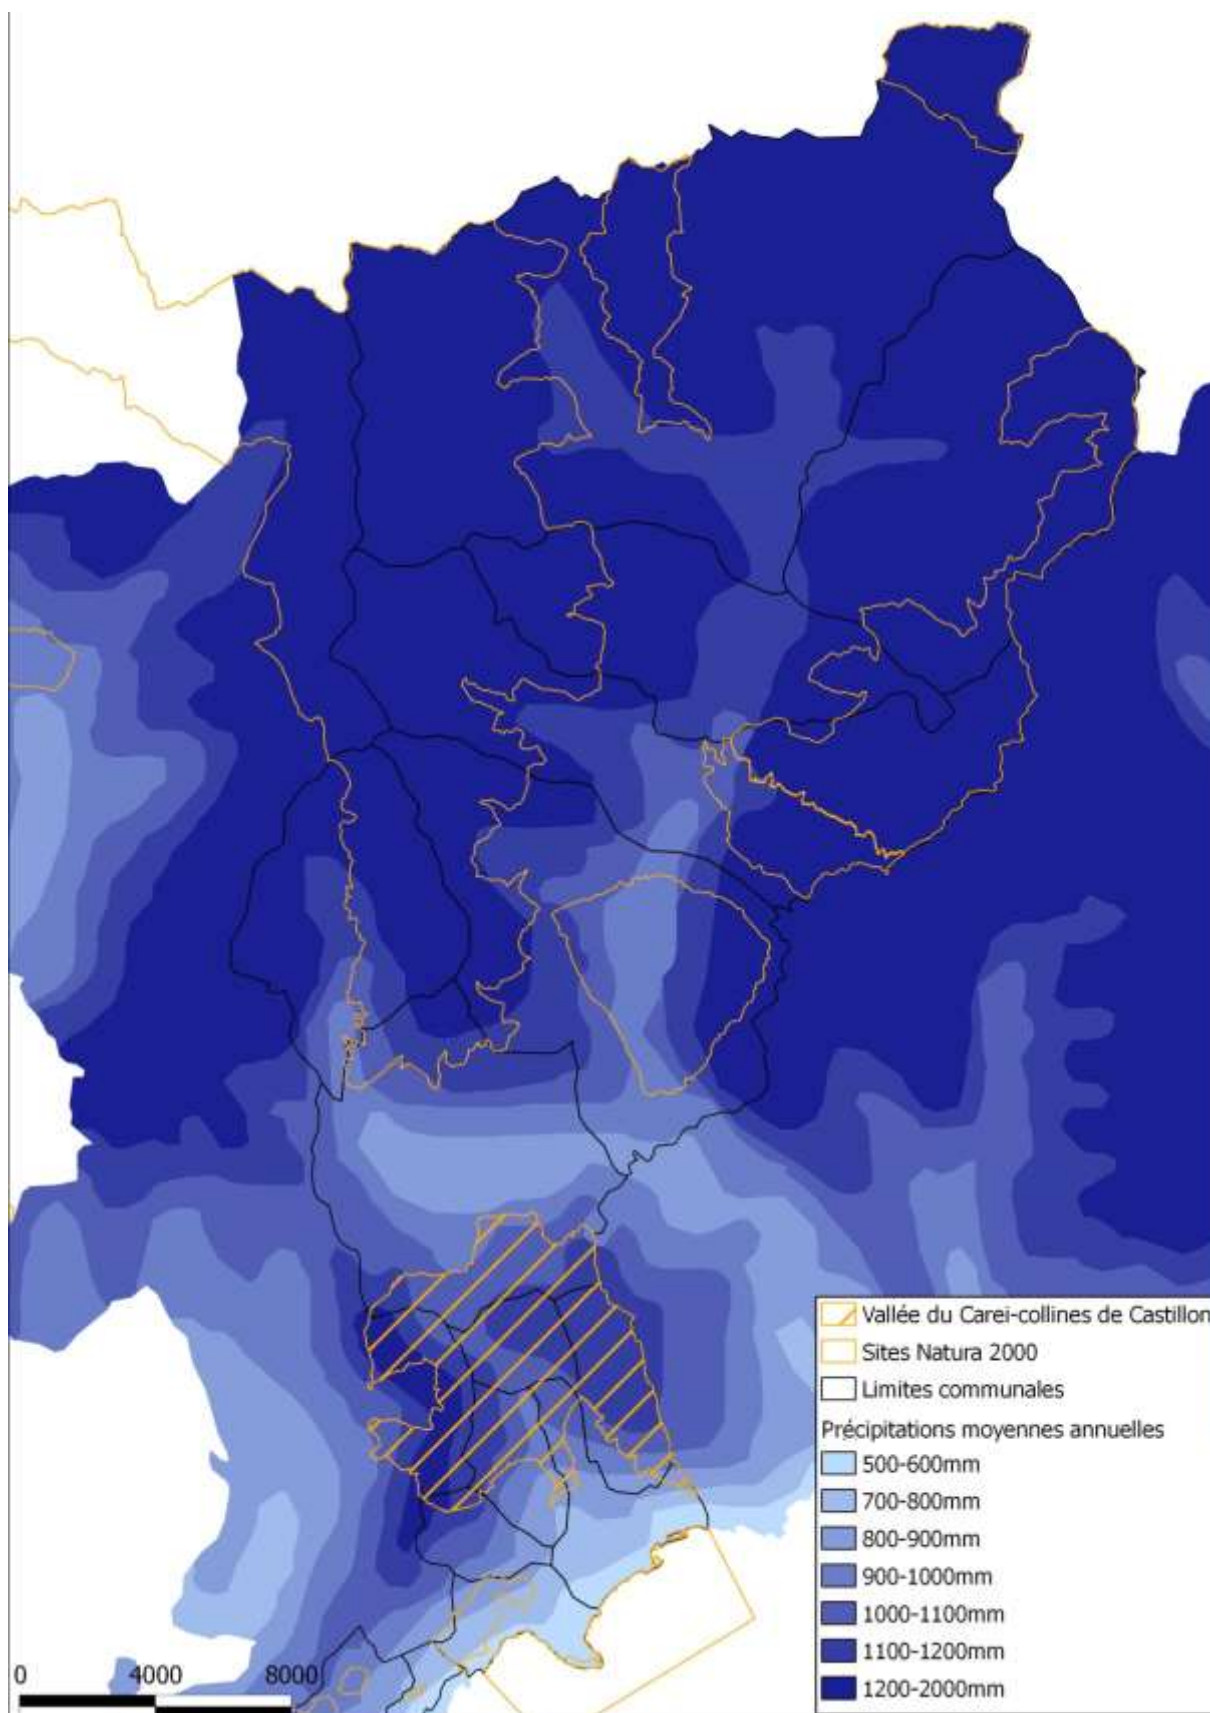 Vallée du Carei-collines de Castillon
Sites Natura 2000
Limites communales
Précipitations moyennes annuelles
500-600mm
700-800mm
800-900mm
900-1000mm
1000-1100mm
1100-1200mm
1200-2000mm
0 4000 8000